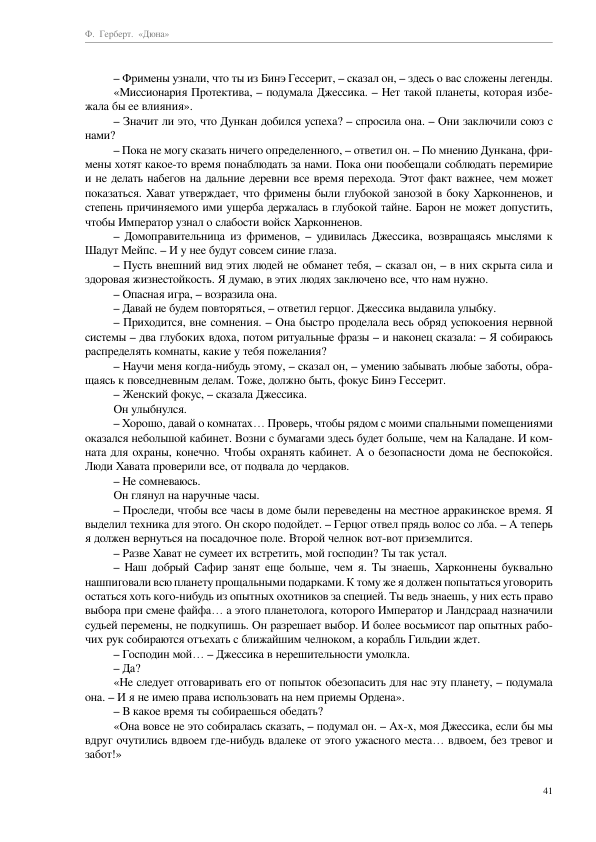 Ф. Герберт. «Дюна»
– Фримены узнали, что ты из Бинэ Гессерит, – сказал он, – здесь о вас сложены легенды.
«Миссионария Протектива, – подумала Джессика. – Нет такой планеты, которая избе-
жала бы ее влияния».
– Значит ли это, что Дункан добился успеха? – спросила она. – Они заключили союз с
нами?
– Пока не могу сказать ничего определенного, – ответил он. – По мнению Дункана, фри-
мены хотят какое-то время понаблюдать за нами. Пока они пообещали соблюдать перемирие
и не делать набегов на дальние деревни все время перехода. Этот факт важнее, чем может
показаться. Хават утверждает, что фримены были глубокой занозой в боку Харконненов, и
степень причиняемого ими ущерба держалась в глубокой тайне. Барон не может допустить,
чтобы Император узнал о слабости войск Харконненов.
– Домоправительница из фрименов, – удивилась Джессика, возвращаясь мыслями к
Шадут Мейпс. – И у нее будут совсем синие глаза.
– Пусть внешний вид этих людей не обманет тебя, – сказал он, – в них скрыта сила и
здоровая жизнестойкость. Я думаю, в этих людях заключено все, что нам нужно.
– Опасная игра, – возразила она.
– Давай не будем повторяться, – ответил герцог. Джессика выдавила улыбку.
– Приходится, вне сомнения. – Она быстро проделала весь обряд успокоения нервной
системы – два глубоких вдоха, потом ритуальные фразы – и наконец сказала: – Я собираюсь
распределять комнаты, какие у тебя пожелания?
– Научи меня когда-нибудь этому, – сказал он, – умению забывать любые заботы, обра-
щаясь к повседневным делам. Тоже, должно быть, фокус Бинэ Гессерит.
– Женский фокус, – сказала Джессика.
Он улыбнулся.
– Хорошо, давай о комнатах… Проверь, чтобы рядом с моими спальными помещениями
оказался небольшой кабинет. Возни с бумагами здесь будет больше, чем на Каладане. И ком-
ната для охраны, конечно. Чтобы охранять кабинет. А о безопасности дома не беспокойся.
Люди Хавата проверили все, от подвала до чердаков.
– Не сомневаюсь.
Он глянул на наручные часы.
– Проследи, чтобы все часы в доме были переведены на местное арракинское время. Я
выделил техника для этого. Он скоро подойдет. – Герцог отвел прядь волос со лба. – А теперь
я должен вернуться на посадочное поле. Второй челнок вот-вот приземлится.
– Разве Хават не сумеет их встретить, мой господин? Ты так устал.
– Наш добрый Сафир занят еще больше, чем я. Ты знаешь, Харконнены буквально
нашпиговали всю планету прощальными подарками. К тому же я должен попытаться уговорить
остаться хоть кого-нибудь из опытных охотников за специей. Ты ведь знаешь, у них есть право
выбора при смене файфа… а этого планетолога, которого Император и Ландсраад назначили
судьей перемены, не подкупишь. Он разрешает выбор. И более восьмисот пар опытных рабо-
чих рук собираются отъехать с ближайшим челноком, а корабль Гильдии ждет.
– Господин мой… – Джессика в нерешительности умолкла.
– Да?
«Не следует отговаривать его от попыток обезопасить для нас эту планету, – подумала
она. – И я не имею права использовать на нем приемы Ордена».
– В какое время ты собираешься обедать?
«Она вовсе не это собиралась сказать, – подумал он. – Ах-х, моя Джессика, если бы мы
вдруг очутились вдвоем где-нибудь вдалеке от этого ужасного места… вдвоем, без тревог и
забот!»
41